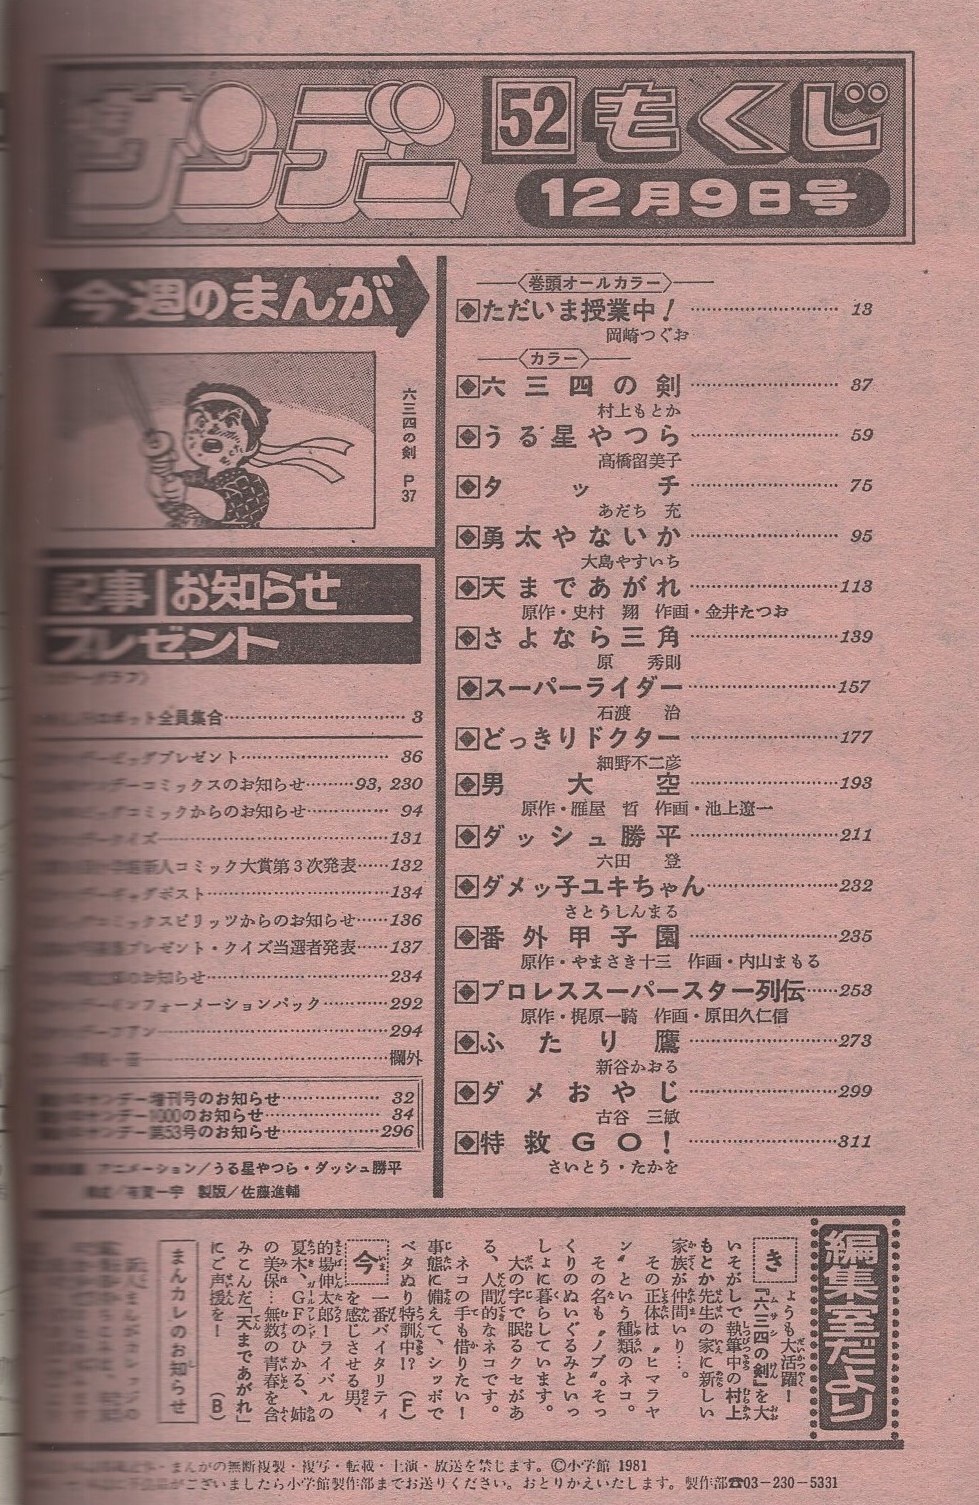 サンデー
52 もくじ
12月9日号
今週のまんが
六三四の剣 P37
記事 お知らせ
プレゼント
ロボット全員集合 3
プレゼント 86
コミックスのお知らせ 93, 230
コミックからのお知らせ 94
クイズ 131
新人コミック大賞第3次発表 132
ギャグポスト 134
コミックスピリッツからのお知らせ 136
プレゼント・クイズ当選者発表 137
のお知らせ 234
インフォメーションパック 292
ファン 294
欄外
サンデー増刊号のお知らせ 32
サンデー1000のお知らせ 84
サンデー第53号のお知らせ 296
アニメーション/うる星やつら・ダッシュ勝平
製版/佐藤進輔
巻頭オールカラー
ただいま授業中! 13
岡崎つぐお
カラー
六三四の剣 37
村上もとか
うる星やつら 59
高橋留美子
タッチ 75
あだち 充
勇太やないか 95
大島やすいち
天まであがれ 113
原作・史村 翔 作画・金井たつお
さよなら三角 139
原 秀則
スーパーライダー 157
石渡 治
どっきりドクター 177
細野不二彦
男大空 193
原作・雁屋 哲 作画・池上遼一
ダッシュ勝平 211
六田 登
ダメッ子ユキちゃん 232
さとうしんまる
番外甲子園 235
原作・やまさき十三 作画・内山まもる
プロレススーパースター列伝 253
原作・梶原一騎 作画・原田久仁信
ふたり鷹 273
新谷かおる
ダメおやじ 299
古谷 三敏
特救GO! 311
さいとう・たかを
編集室だより
きょうも大活躍!
『六三四の剣』を大
いそがしで執筆中の村上
もとか先生の家に新しい
家族が仲間いり…。
その正体は〝ヒマラヤ
ン〟という種類のネコ。
その名も〝ノブ〟。そっ
くりのぬいぐるみといっ
しょに暮らしています。
大の字で眠るクセがあ
る、人間的なネコです。
ネコの手も借りたい!
事態に備えて、シッポで
ベタぬり特訓中!? (F)
今一番バイタリティ
ーを感じさせる男、
的場伸太郎!ライバルの
夏木、GFのひかる、姉
の美保…無数の青春を含
みこんだ「天まであがれ」
にご声援を! (B)
まんカレのお知らせ
まんがの無断複製・複写・転載・上演・放送を禁じます。©小学館 1981
がございましたら小学館製作部までお送りください。おとりかえいたします。製作部☎03-230-5331